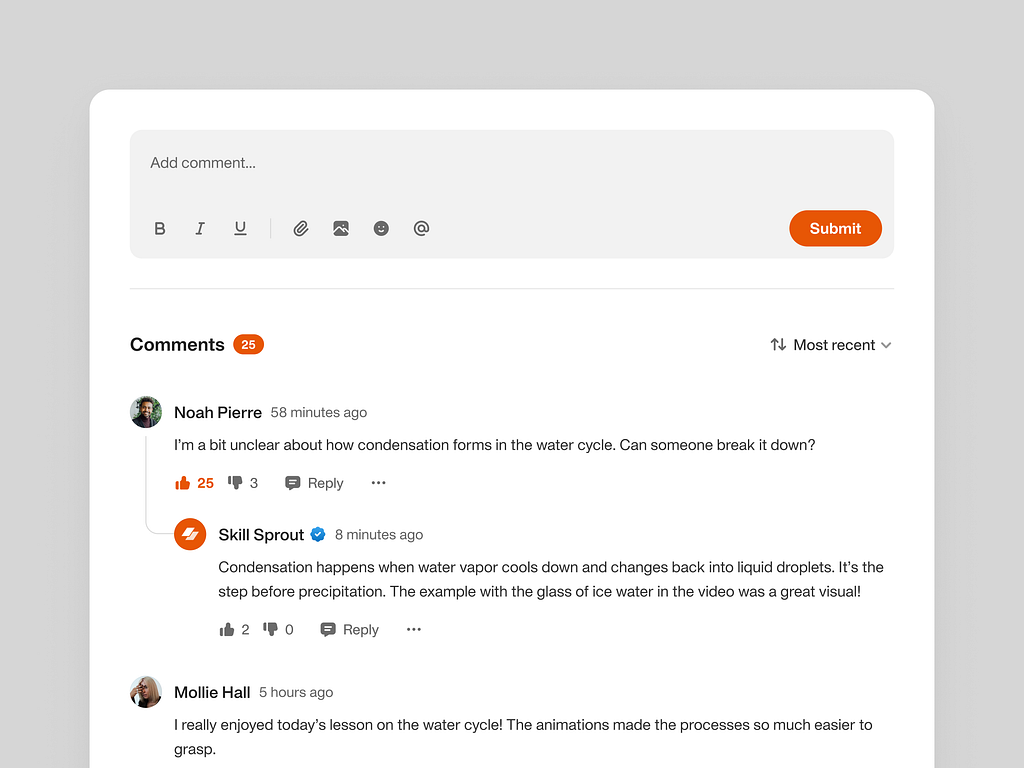 Add comment...
B I U @ Submit
Comments 25 Most recent
Noah Pierre 58 minutes ago
I’m a bit unclear about how condensation forms in the water cycle. Can someone break it down?
25 3 Reply
Skill Sprout 8 minutes ago
Condensation happens when water vapor cools down and changes back into liquid droplets. It’s the
step before precipitation. The example with the glass of ice water in the video was a great visual!
2 0 Reply
Mollie Hall 5 hours ago
I really enjoyed today’s lesson on the water cycle! The animations made the processes so much easier to
grasp.